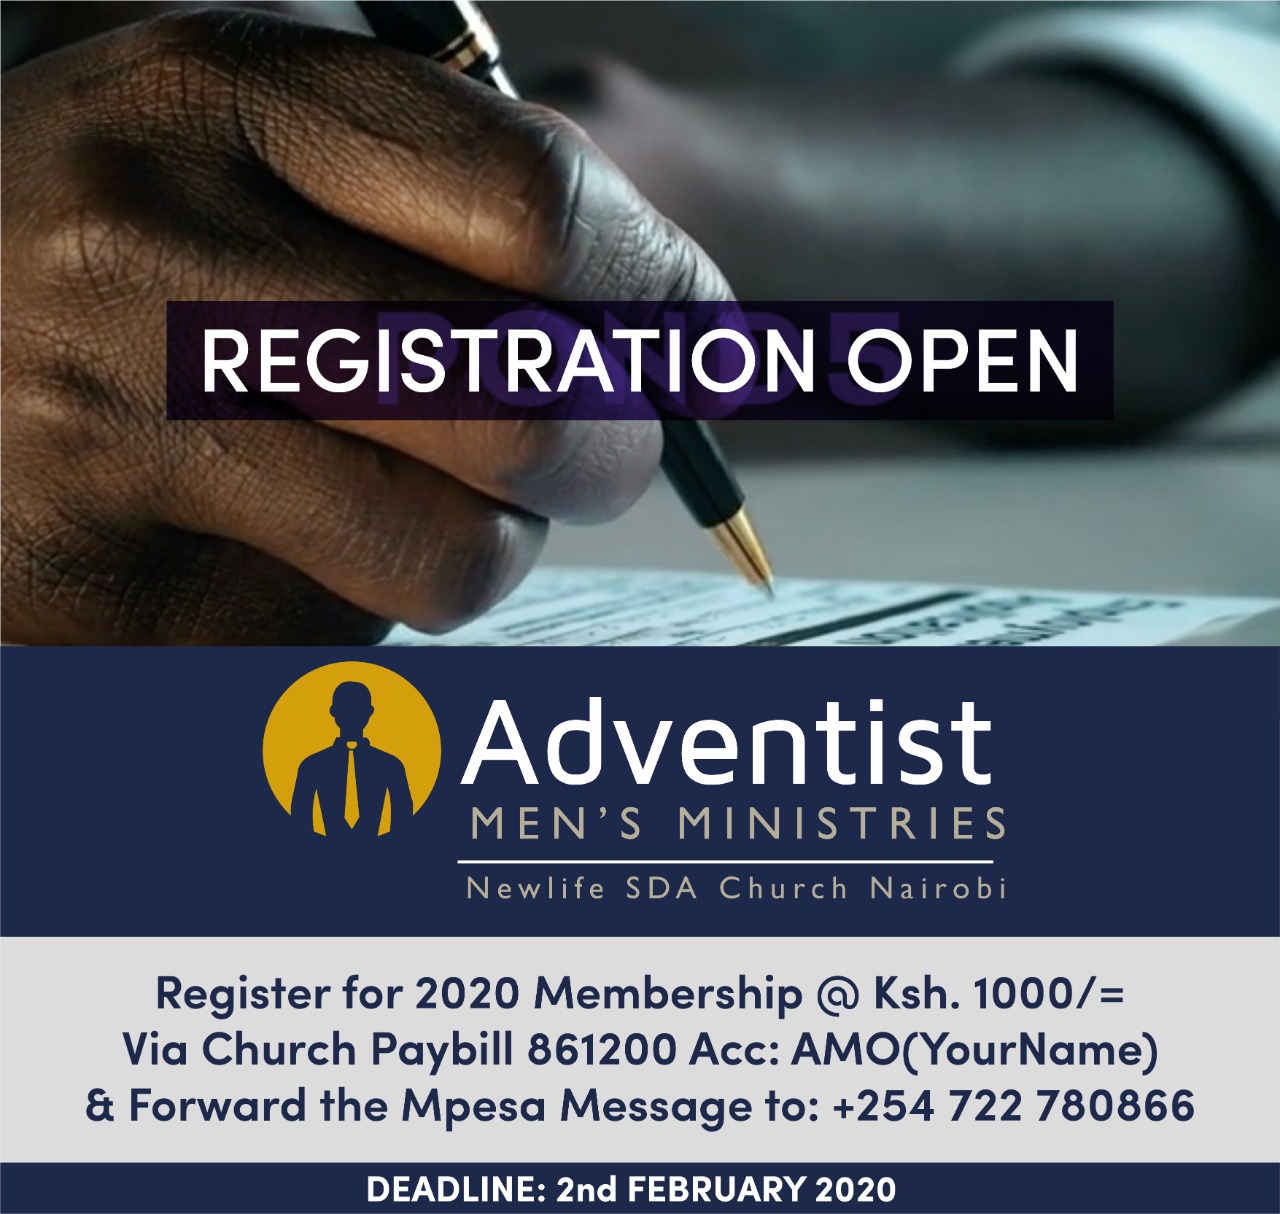 REGISTRATION OPEN
Adventist
MEN'S MINISTRIES
Newlife SDA Church Nairobi
Register for 2020 Membership @ Ksh. 1000/=
Via Church Paybill 861200 Acc: AMO(YourName)
& Forward the Mpesa Message to: +254 722 780866
DEADLINE: 2nd FEBRUARY 2020